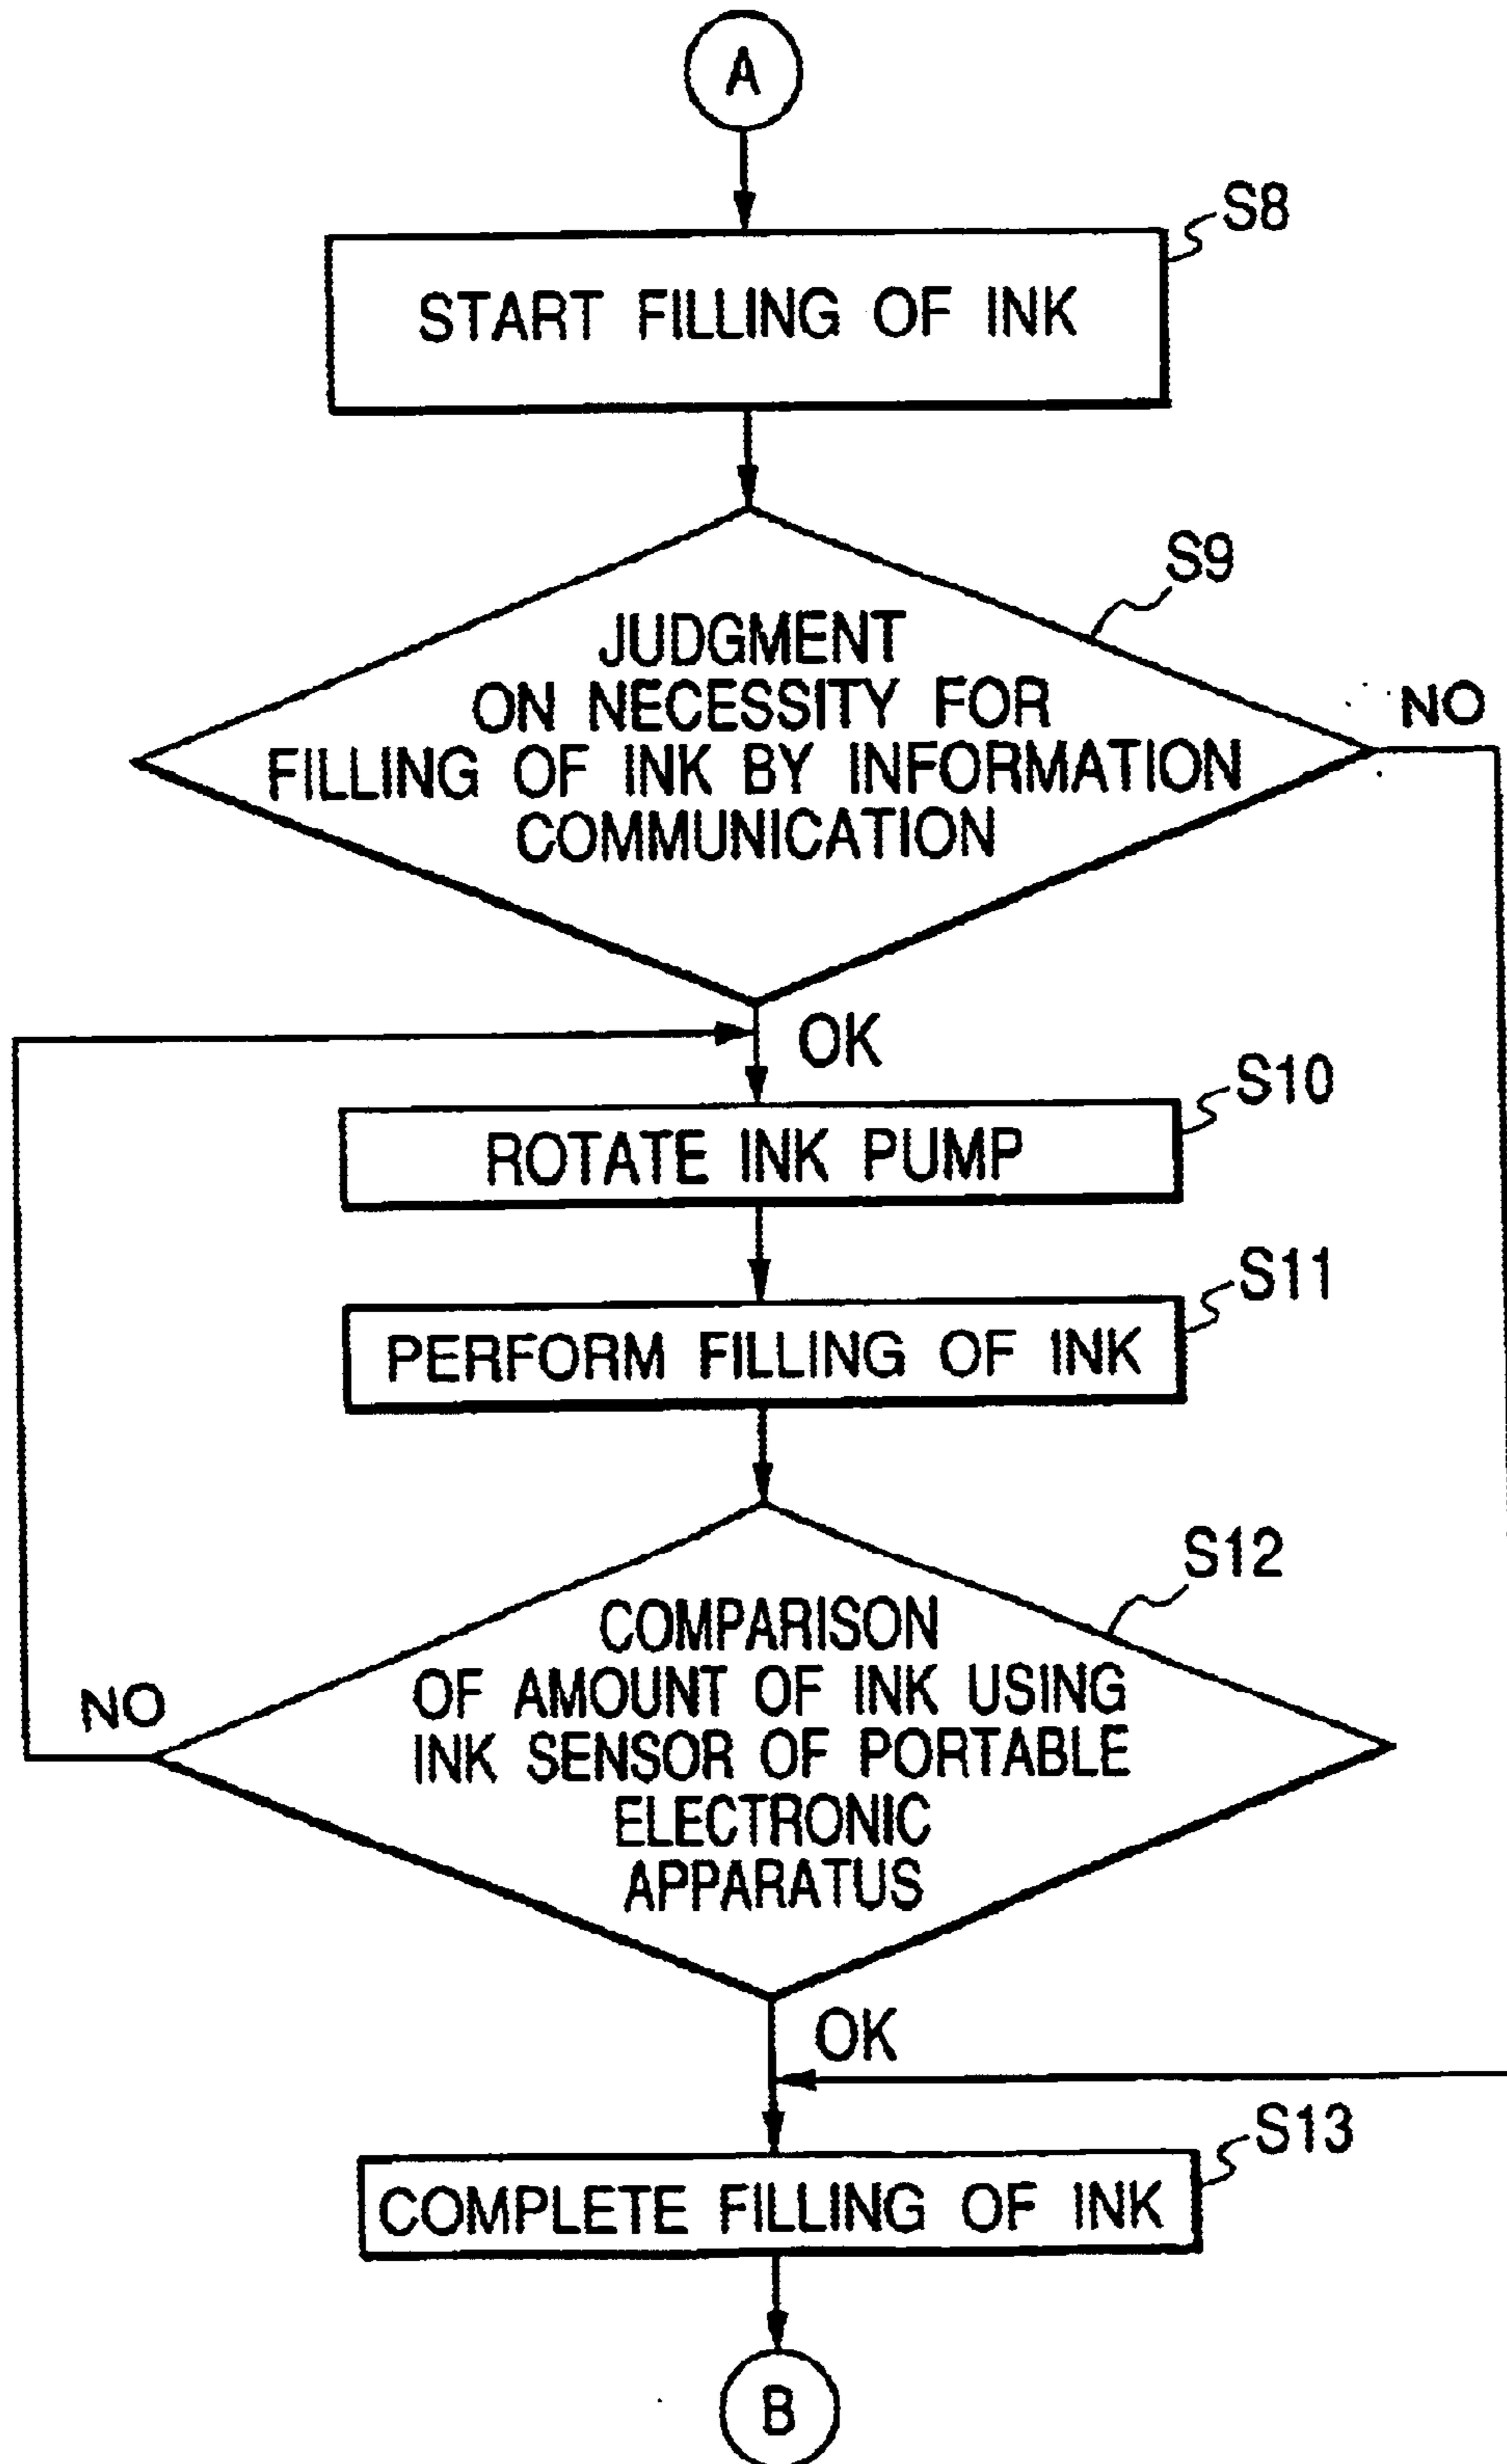 A
S8
START FILLING OF INK
S9
JUDGMENT
ON NECESSITY FOR
FILLING OF INK BY INFORMATION
COMMUNICATION
NO
OK
S10
ROTATE INK PUMP
S11
PERFORM FILLING OF INK
S12
COMPARISON
OF AMOUNT OF INK USING
INK SENSOR OF PORTABLE
ELECTRONIC
APPARATUS
NO
OK
S13
COMPLETE FILLING OF INK
B